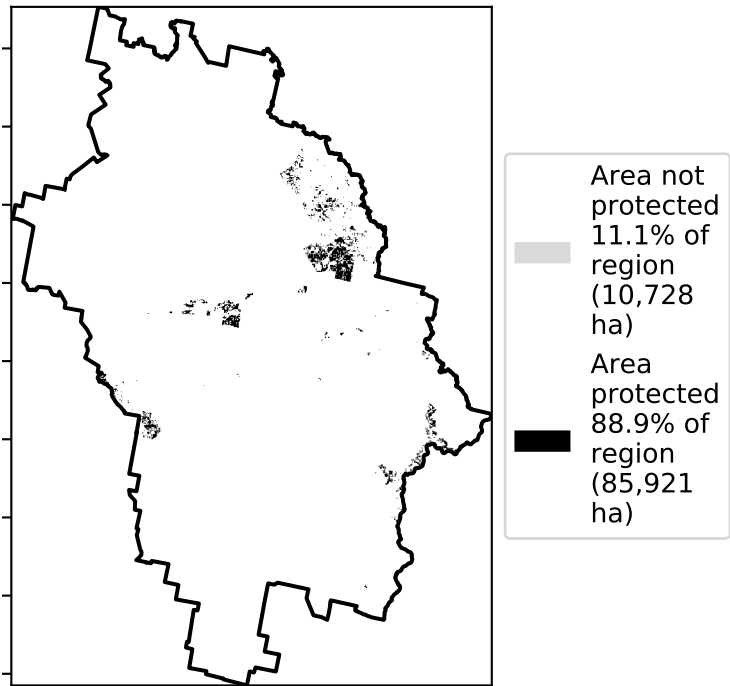 Area not
protected
11.1% of
region
(10,728
ha)
Area
protected
88.9% of
region
(85,921
ha)